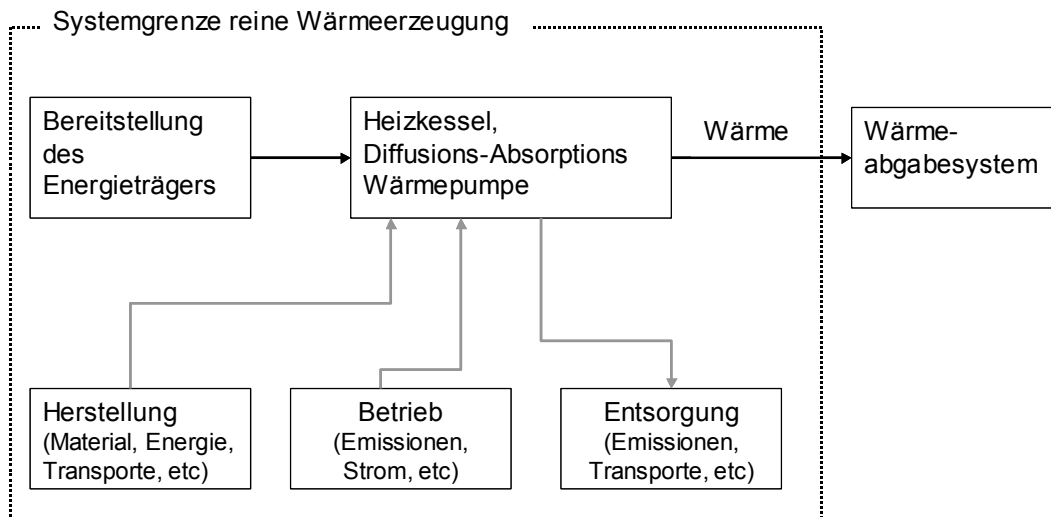 Systemgrenze reine Wärmeerzeugung
Bereitstellung
des
Energieträgers
Heizkessel,
Diffusions-Absorptions
Wärmepumpe
Wärme
Wärme-
abgabesystem
Herstellung
(Material, Energie,
Transporte, etc)
Betrieb
(Emissionen,
Strom, etc)
Entsorgung
(Emissionen,
Transporte, etc)